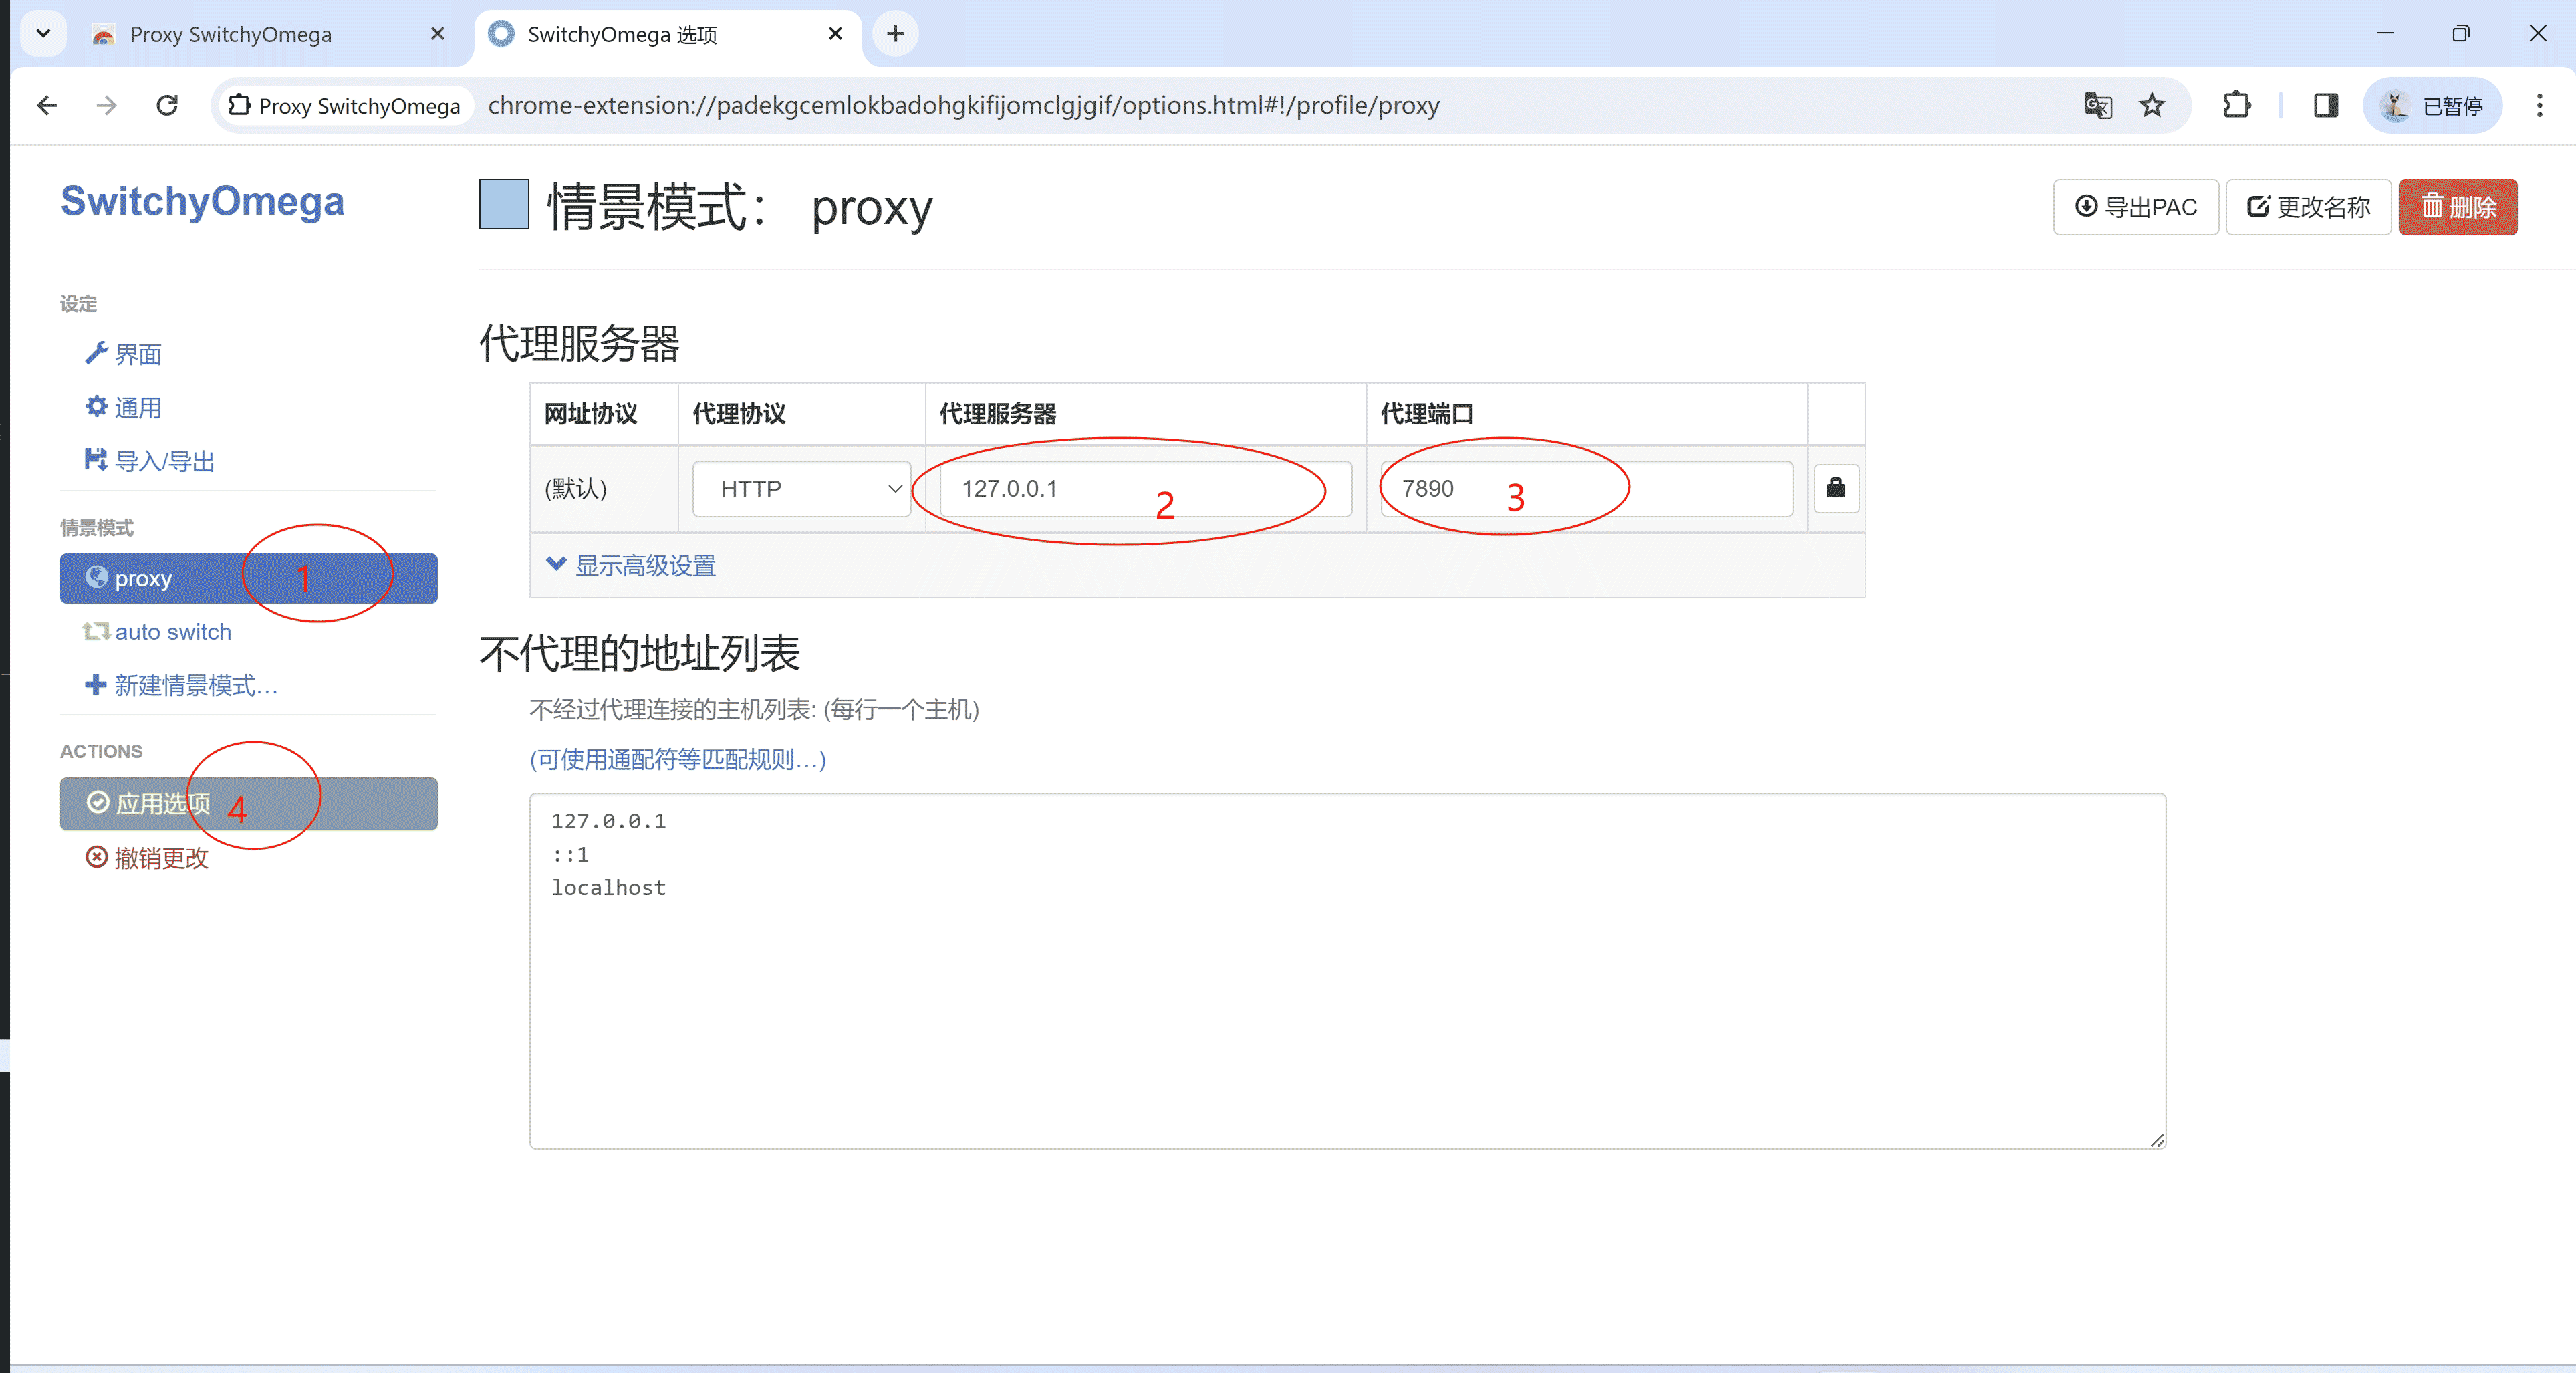 Proxy SwitchyOmega
SwitchyOmega 选项
Proxy SwitchyOmega
chrome-extension://padekgcemlokbadohgkifijomclgjgif/options.html#!/profile/proxy
已暂停
SwitchyOmega
情景模式： proxy
导出PAC
更改名称
删除
设定
界面
通用
导入/导出
情景模式
proxy
1
auto switch
新建情景模式…
ACTIONS
应用选项
4
撤销更改
代理服务器
网址协议
代理协议
代理服务器
代理端口
(默认)
HTTP
127.0.0.1
2
7890
3
显示高级设置
不代理的地址列表
不经过代理连接的主机列表: (每行一个主机)
(可使用通配符等匹配规则…)
127.0.0.1
::1
localhost